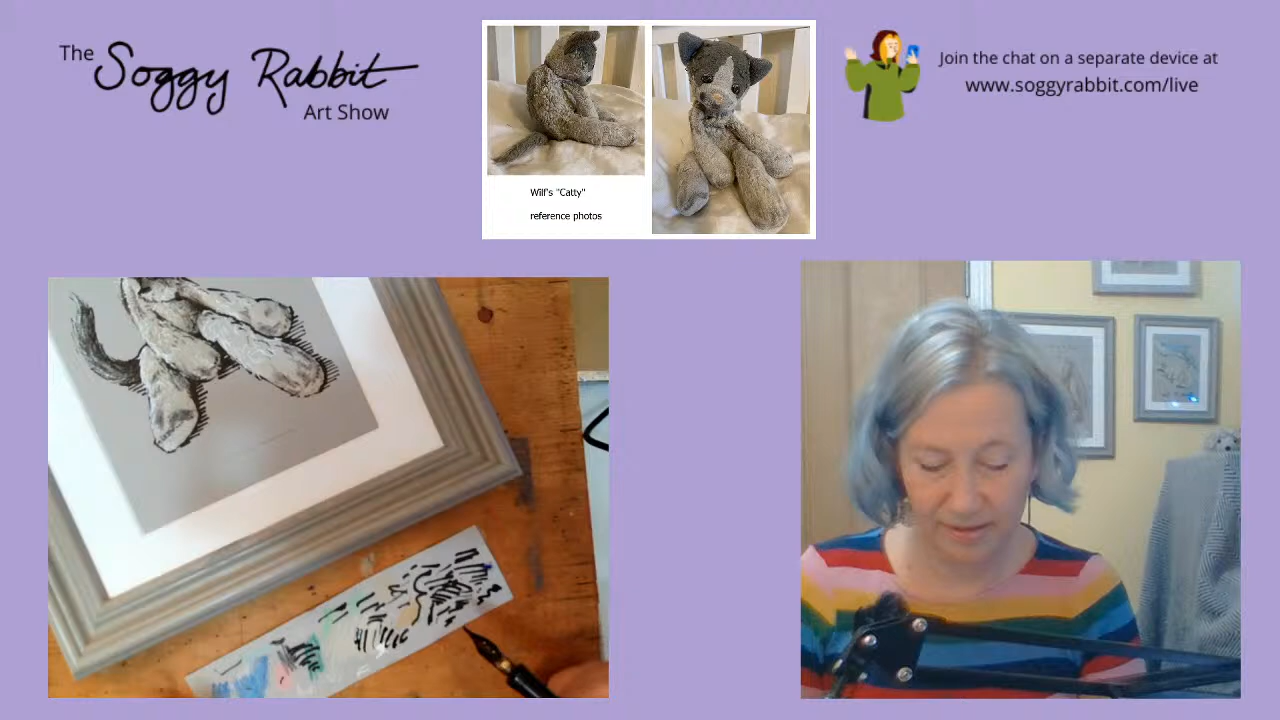 The
Soggy Rabbit
Art Show
Wilf's "Catty"
reference photos
Join the chat on a separate device at
www.soggyrabbit.com/live